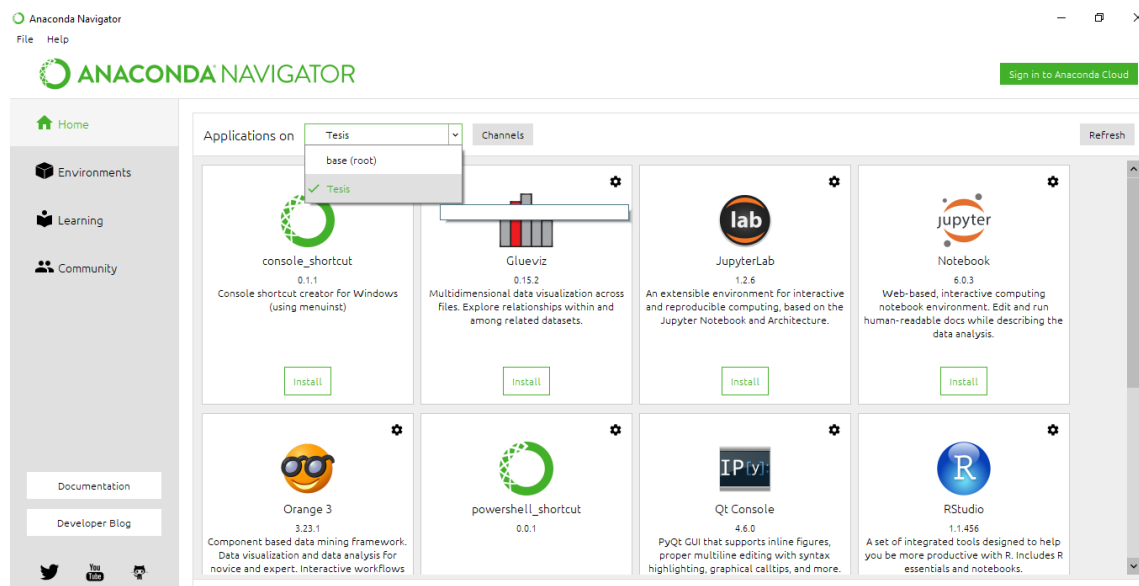 Anaconda Navigator
File Help
ANACONDA NAVIGATOR
Sign in to Anaconda Cloud
Home
Environments
Learning
Community
Documentation
Developer Blog
You
Tube
Applications on Tesis Channels Refresh
base (root)
Tesis
console_shortcut
0.1.1
Console shortcut creator for Windows
(using menuinst)
Install
Glueviz
0.15.2
Multidimensional data visualization across
files. Explore relationships within and
among related datasets.
Install
lab
JupyterLab
1.2.6
An extensible environment for interactive
and reproducible computing, based on the
Jupyter Notebook and Architecture.
Install
jupyter
Notebook
6.0.3
Web-based, interactive computing
notebook environment. Edit and run
human-readable docs while describing the
data analysis.
Install
Orange 3
3.23.1
Component based data mining framework.
Data visualization and data analysis for
novice and expert. Interactive workflows
powershell_shortcut
0.0.1
IP[y]:
Qt Console
4.6.0
PyQt GUI that supports inline figures,
proper multiline editing with syntax
highlighting, graphical calltips, and more.
R
RStudio
1.1.456
A set of integrated tools designed to help
you be more productive with R. Includes R
essentials and notebooks.